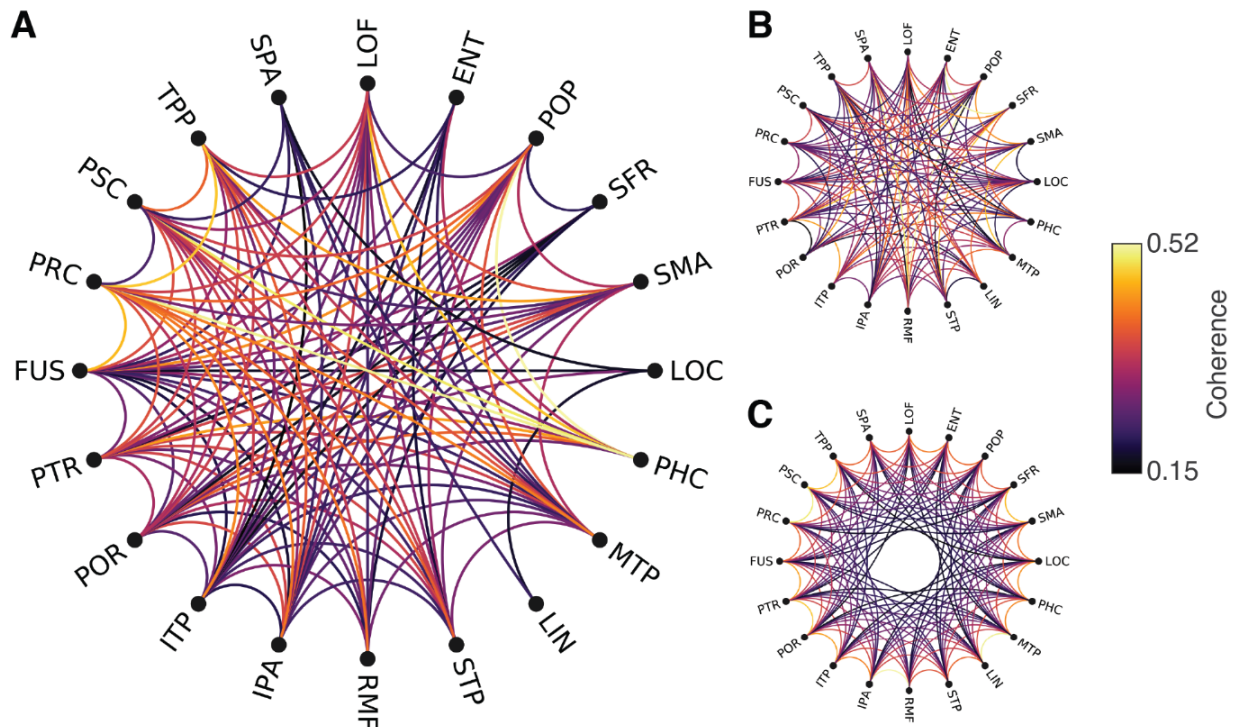 A
LOF
ENT
POP
SFR
SMA
LOC
PHC
MTP
LIN
STP
RMF
IPA
ITP
POR
PTR
FUS
PRC
PSC
TPP
SPA
B
LOF
ENT
POP
SFR
SMA
LOC
PHC
MTP
LIN
STP
RMF
IPA
ITP
POR
PTR
FUS
PRC
PSC
TPP
SPA
C
LOF
ENT
POP
SFR
SMA
LOC
PHC
MTP
LIN
STP
RMF
IPA
ITP
POR
PTR
FUS
PRC
PSC
TPP
SPA
0.52
Coherence
0.15